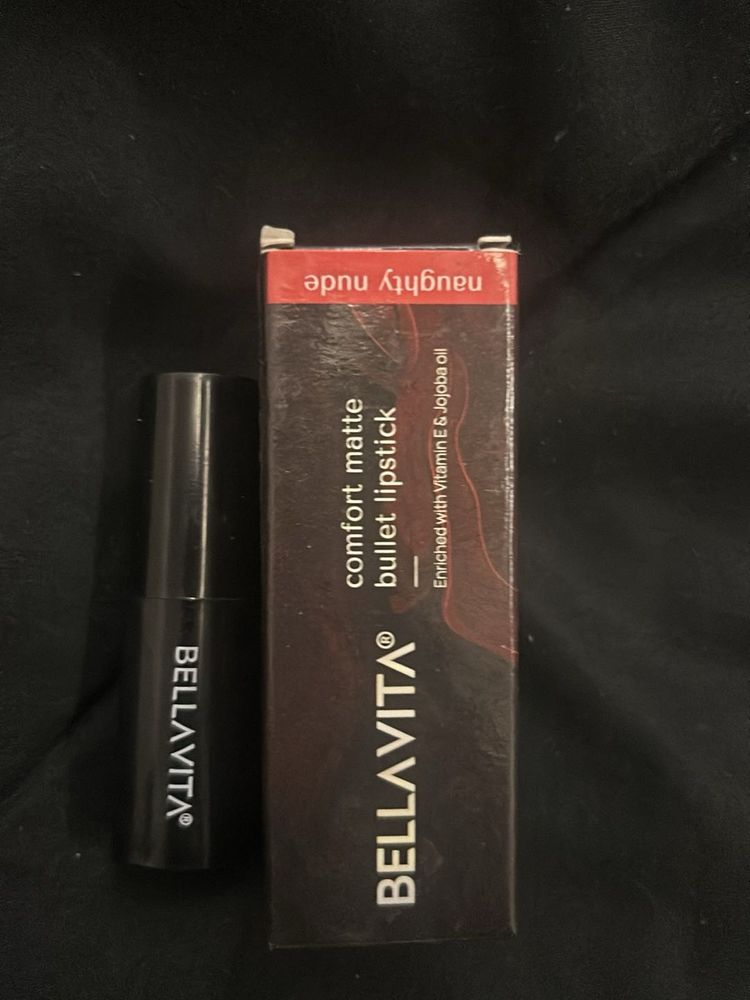 naughty nude
comfort matte
bullet lipstick
Enriched with Vitamin E & Jojoba oil
BELLAVITA®
BELLAVITA®